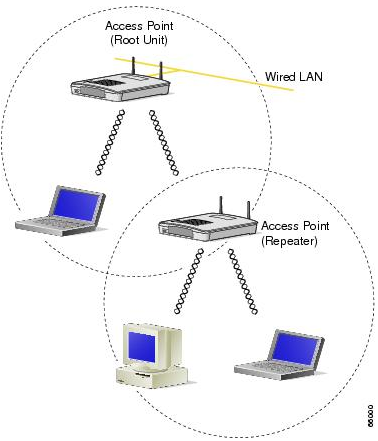 Access Point
(Root Unit)
Wired LAN
Access Point
(Repeater)
66000